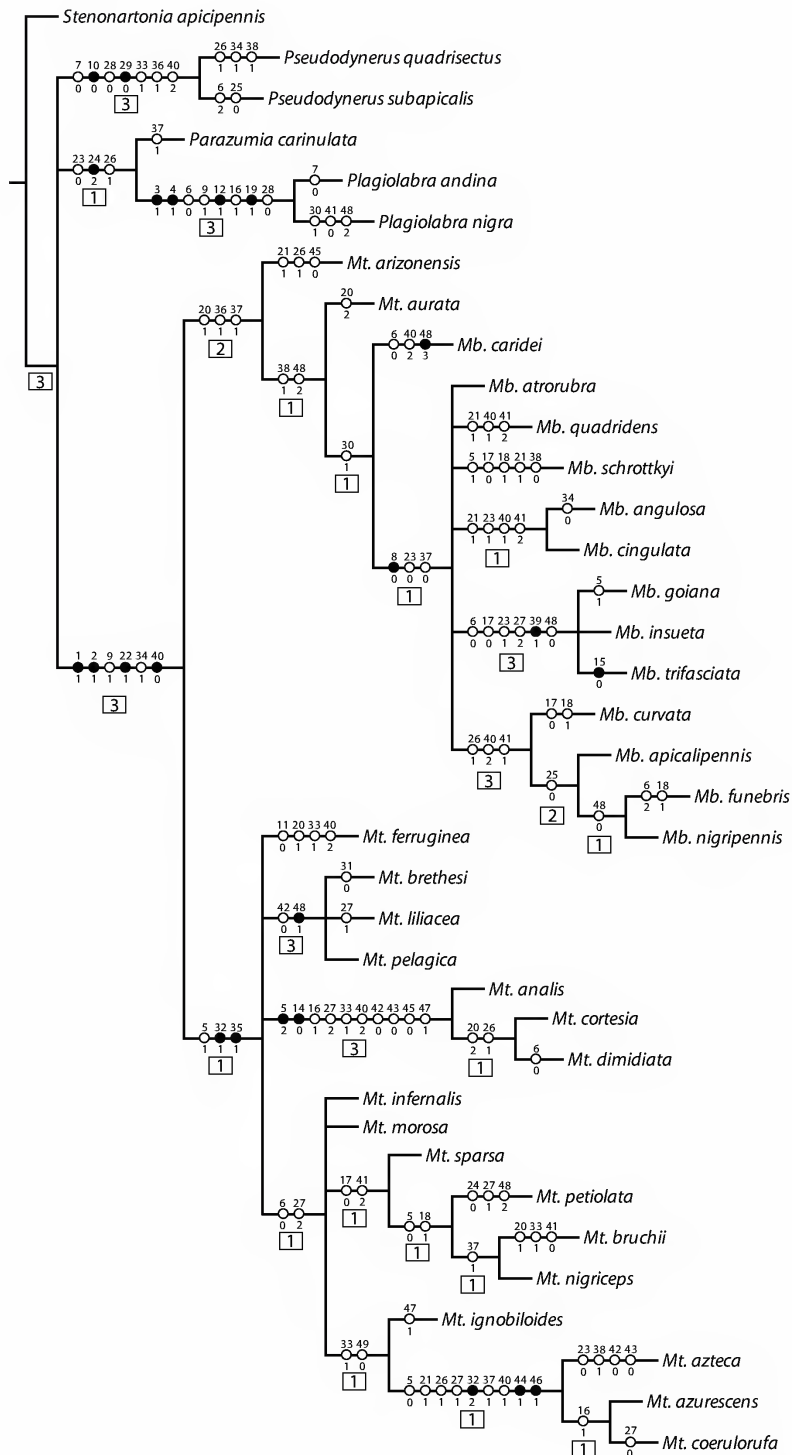 Stenonartonia apicipennis
26 34 38
1 1 1
Pseudodynerus quadrisectus
7 10 28 29 33 36 40
0 0 0 0 1 1 2
3
6 25
2 0
Pseudodynerus subapicalis
37
1
Parazumia carinulata
23 24 26
0 2 1
1
7
0
Plagiolabra andina
3 4 6 9 12 16 19 28
1 1 0 1 1 1 1 0
3
30 41 48
1 0 2
Plagiolabra nigra
21 26 45
1 1 0
Mt. arizonensis
20 36 37
1 1 1
2
20
2
Mt. aurata
6 40 48
0 2 3
Mb. caridei
3
38 48
1 2
1
Mb. atrorubra
21 40 41
1 1 2
Mb. quadridens
30
1
1
5 17 18 21 38
1 0 1 1 0
Mb. schrottkyi
34
0
Mb. angulosa
21 23 40 41
1 1 1 2
1
Mb. cingulata
8 23 37
0 0 0
1
5
1
Mb. goiana
6 17 23 27 39 48
0 0 1 2 1 0
3
Mb. insueta
15
0
Mb. trifasciata
1 2 9 22 34 40
1 1 1 1 1 0
3
17 18
0 1
Mb. curvata
26 40 41
1 2 1
3
Mb. apicalipennis
25
0
2
6 18
2 1
Mb. funebris
48
0
1
Mb. nigripennis
11 20 33 40
0 1 1 2
Mt. ferruginea
31
0
Mt. brethesi
42 48
0 1
3
27
1
Mt. liliacea
Mt. pelagica
Mt. analis
5 14 16 27 33 40 42 43 45 47
2 0 1 2 1 2 0 0 0 1
3
Mt. cortesia
20 26
2 1
1
6
0
Mt. dimidiata
5 32 35
1 1 1
1
Mt. infernalis
Mt. morosa
Mt. sparsa
17 41
0 2
1
24 27 48
0 1 2
Mt. petiolata
6 27
0 2
1
5 18
0 1
1
20 33 41
1 1 0
Mt. bruchii
37
1
1
Mt. nigriceps
47
1
Mt. ignobiloides
33 49
1 0
1
23 38 42 43
0 1 0 0
Mt. azteca
5 21 26 27 32 37 40 44 46
0 1 1 1 2 1 1 1 1
1
Mt. azurescens
16
1
1
27
0
Mt. coerulorufa